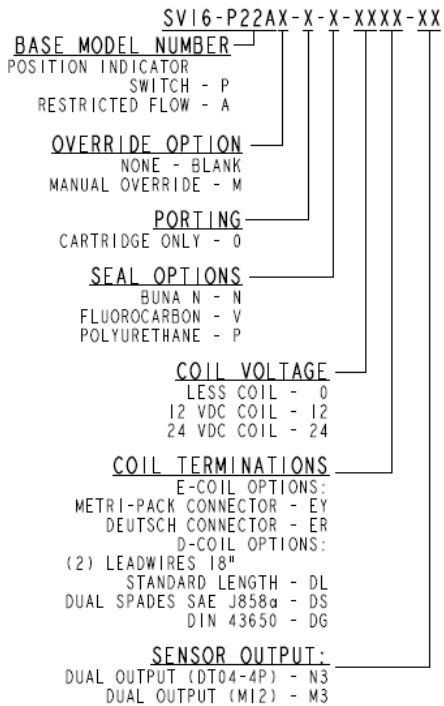 SV16-P22AX-X-X-XXXX-XX
BASE MODEL NUMBER
POSITION INDICATOR
SWITCH - P
RESTRICTED FLOW - A
OVERRIDE OPTION
NONE - BLANK
MANUAL OVERRIDE - M
PORTING
CARTRIDGE ONLY - 0
SEAL OPTIONS
BUNA N - N
FLUOROCARBON - V
POLYURETHANE - P
COIL VOLTAGE
LESS COIL - 0
12 VDC COIL - 12
24 VDC COIL - 24
COIL TERMINATIONS
E-COIL OPTIONS:
METRI-PACK CONNECTOR - EY
DEUTSCH CONNECTOR - ER
D-COIL OPTIONS:
(2) LEADWIRES 18"
STANDARD LENGTH - DL
DUAL SPADES SAE J858a - DS
DIN 43650 - DG
SENSOR OUTPUT:
DUAL OUTPUT (DT04-4P) - N3
DUAL OUTPUT (M12) - M3